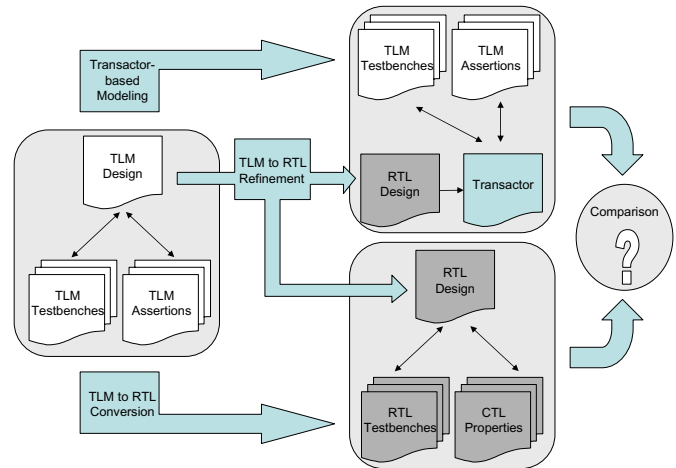 Transactor-
based
Modeling
TLM
Testbenches
TLM
Assertions
TLM
Design
TLM to RTL
Refinement
RTL
Design
Transactor
TLM
Testbenches
TLM
Assertions
Comparison
?
RTL
Design
TLM to RTL
Conversion
RTL
Testbenches
CTL
Properties